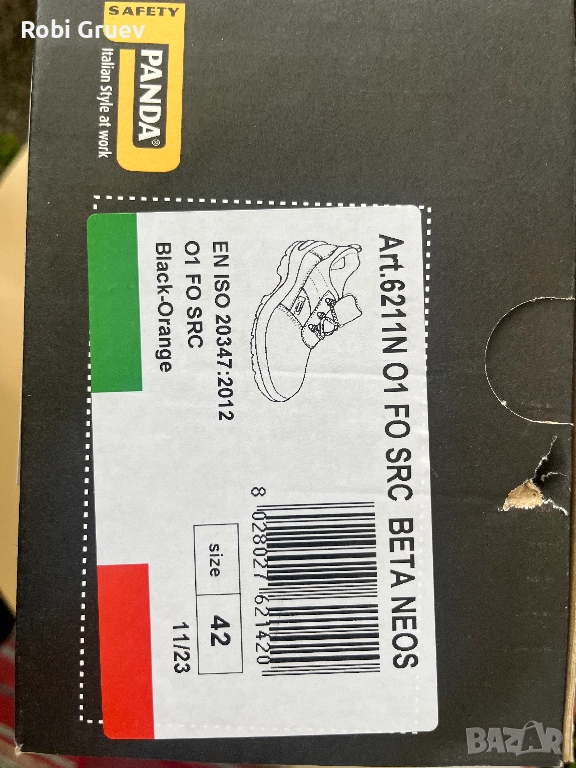 Robi Gruev
SAFETY
PANDA®
Italian Style at work
Art.6211N O1 FO SRC BETA NEOS
EN ISO 20347:2012
O1 FO SRC
Black-Orange
8 028027 621420
size 42
11/23
BAZAR